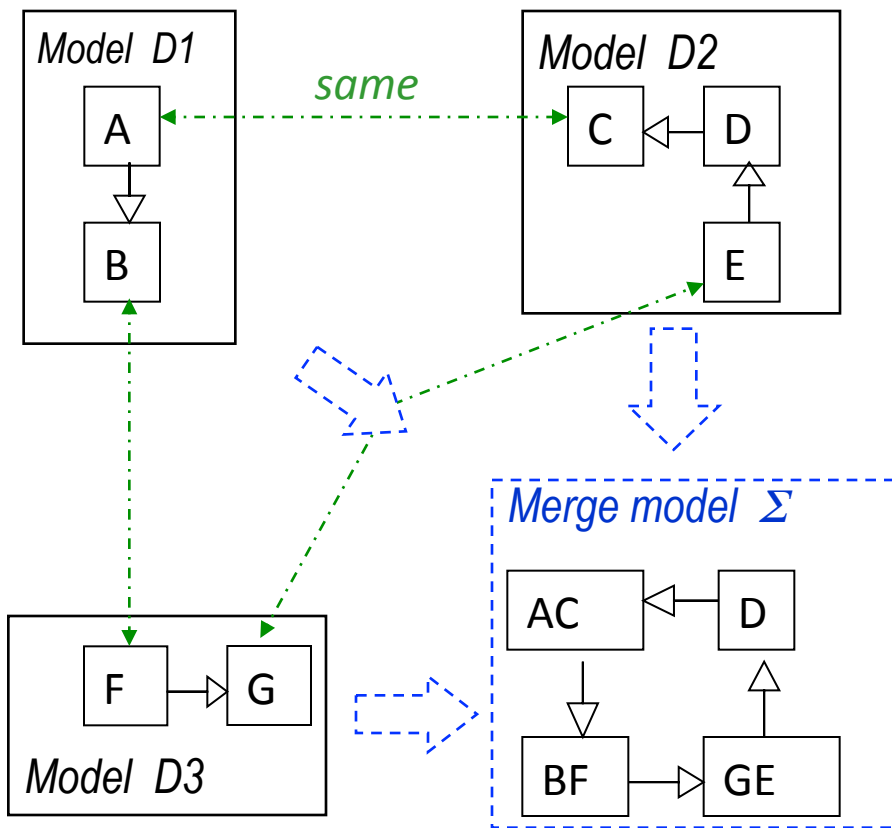 Model D1
A
B
same
Model D2
C
D
E
F
G
Model D3
Merge model Σ
AC
D
BF
GE